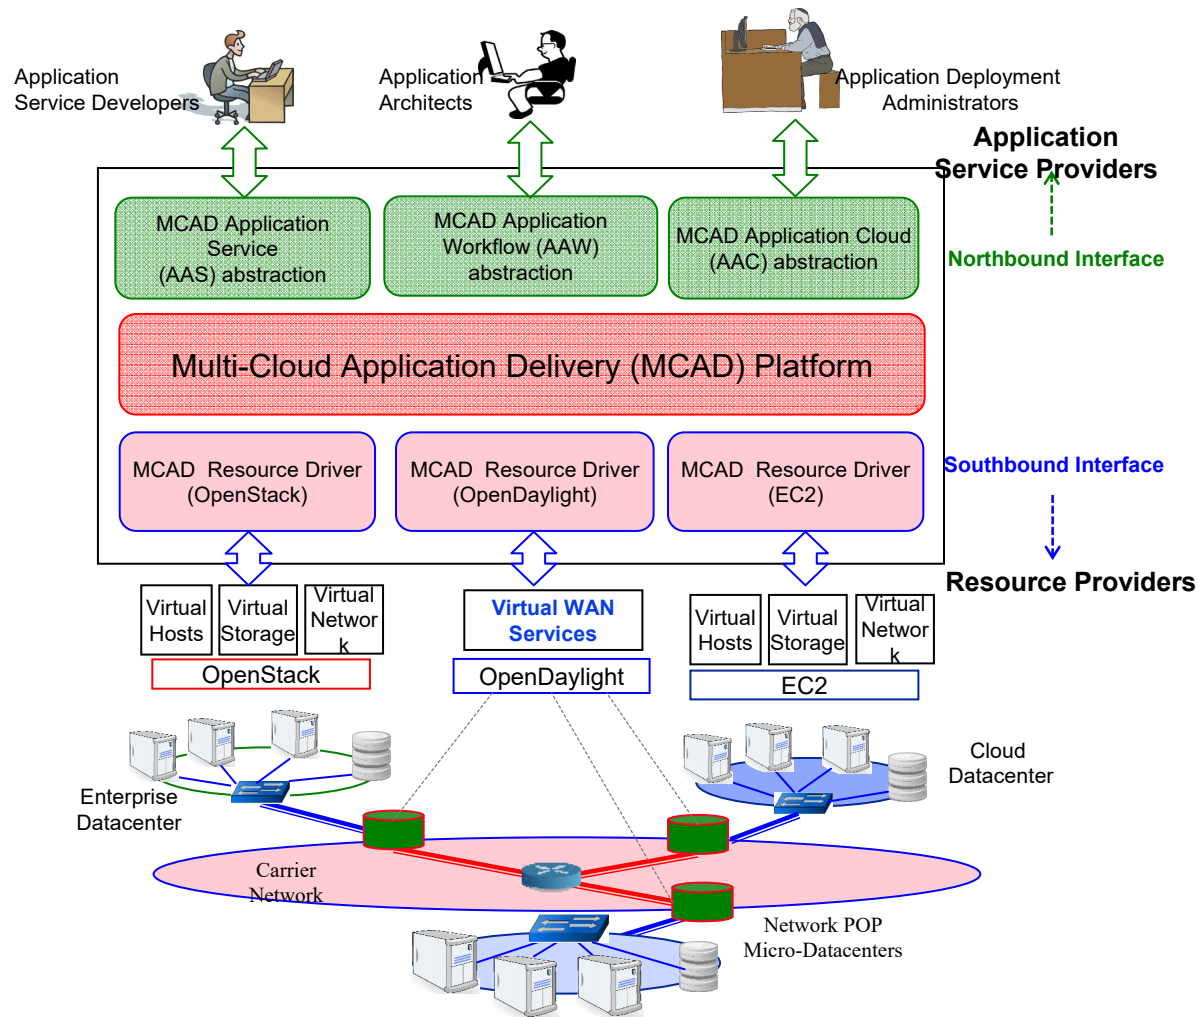 Application
Service Developers
Application
Architects
Application Deployment
Administrators
Application
Service Providers
MCAD Application
Service
(AAS) abstraction
MCAD Application
Workflow (AAW)
abstraction
MCAD Application Cloud
(AAC) abstraction
Northbound Interface
Multi-Cloud Application Delivery (MCAD) Platform
MCAD Resource Driver
(OpenStack)
MCAD Resource Driver
(OpenDaylight)
MCAD Resource Driver
(EC2)
Southbound Interface
Resource Providers
Virtual
Hosts
Virtual
Storage
Virtual
Networ
k
OpenStack
Virtual WAN
Services
OpenDaylight
Virtual
Hosts
Virtual
Storage
Virtual
Networ
k
EC2
Enterprise
Datacenter
Cloud
Datacenter
Carrier
Network
Network POP
Micro-Datacenters